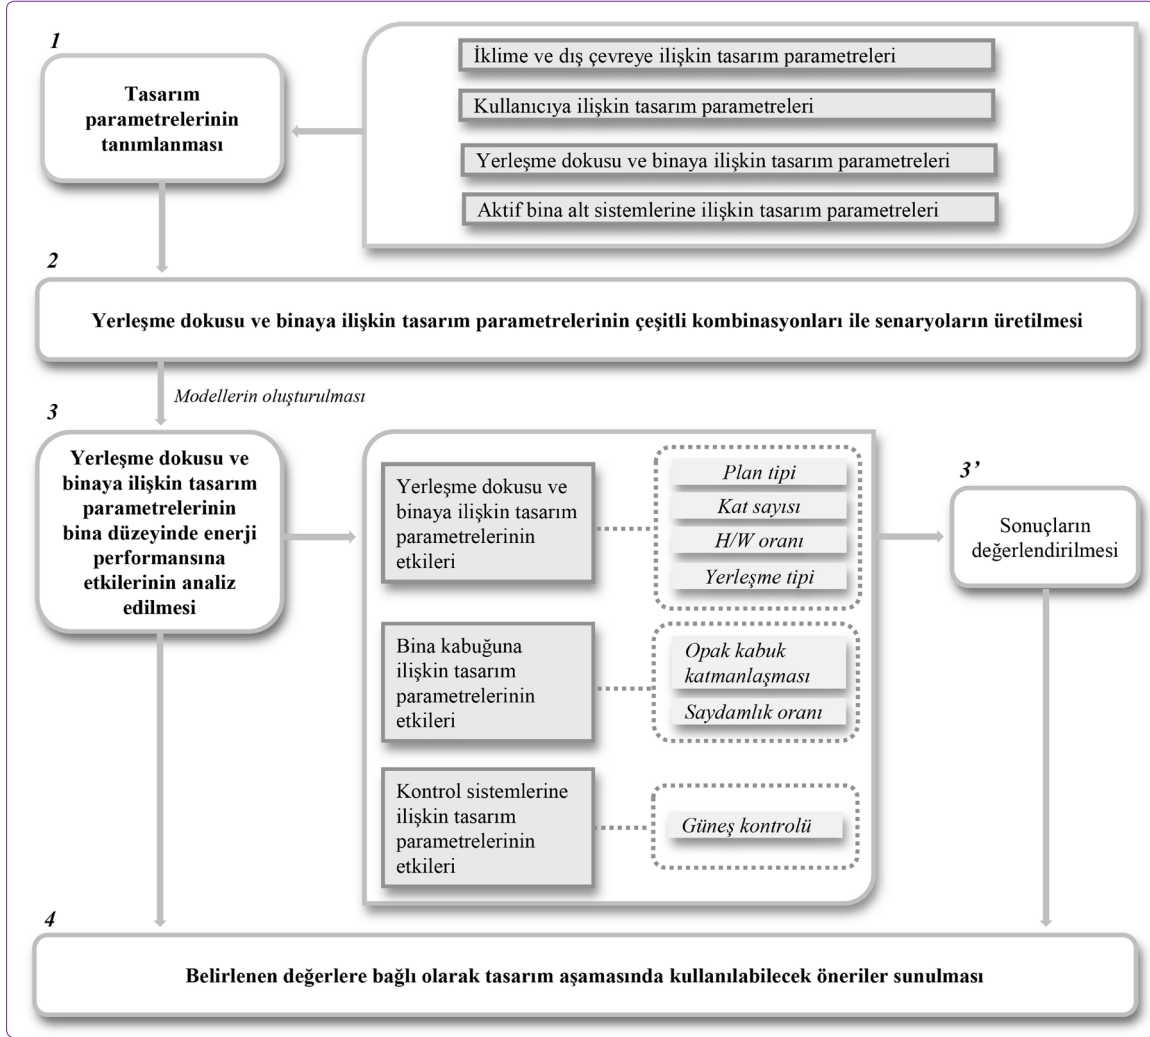 1
Tasarım
parametrelerinin
tanımlanması
İklime ve dış çevreye ilişkin tasarım parametreleri
Kullanıcıya ilişkin tasarım parametreleri
Yerleşme dokusu ve binaya ilişkin tasarım parametreleri
Aktif bina alt sistemlerine ilişkin tasarım parametreleri
2
Yerleşme dokusu ve binaya ilişkin tasarım parametrelerinin çeşitli kombinasyonları ile senaryoların üretilmesi
Modellerin oluşturulması
3
Yerleşme dokusu ve
binaya ilişkin tasarım
parametrelerinin
bina düzeyinde enerji
performansına
etkilerinin analiz
edilmesi
Yerleşme dokusu ve
binaya ilişkin tasarım
parametrelerinin
etkileri
Plan tipi
Kat sayısı
H/W oranı
Yerleşme tipi
Bina kabuğuna
ilişkin tasarım
parametrelerinin
etkileri
Opak kabuk
katmanlaşması
Saydamlık oranı
Kontrol sistemlerine
ilişkin tasarım
parametrelerinin
etkileri
Güneş kontrolü
3’
Sonuçların
değerlendirilmesi
4
Belirlenen değerlere bağlı olarak tasarım aşamasında kullanılabilecek öneriler sunulması